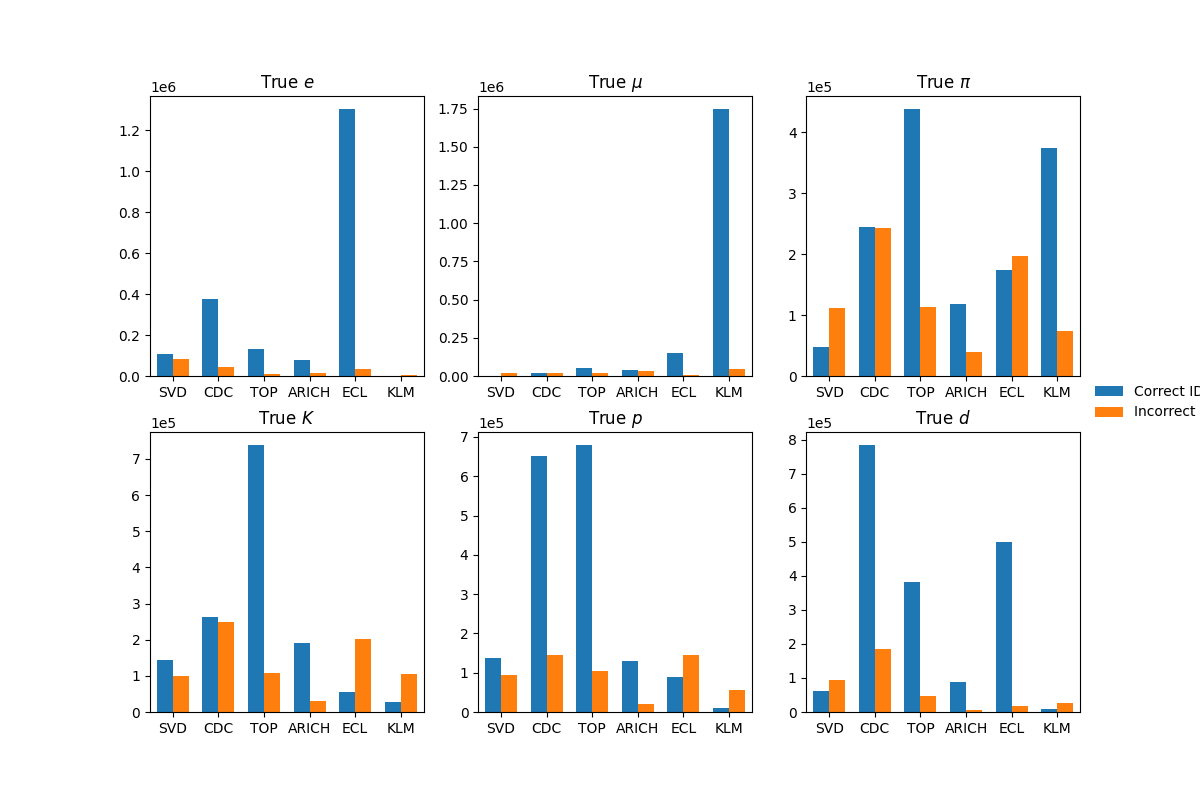 True e
1e6
1.2
1.0
0.8
0.6
0.4
0.2
0.0
SVD CDC TOP ARICH ECL KLM
True μ
1e6
1.75
1.50
1.25
1.00
0.75
0.50
0.25
0.00
SVD CDC TOP ARICH ECL KLM
True π
1e5
4
3
2
1
0
SVD CDC TOP ARICH ECL KLM
Correct ID
Incorrect
True K
1e5
7
6
5
4
3
2
1
0
SVD CDC TOP ARICH ECL KLM
True p
1e5
7
6
5
4
3
2
1
0
SVD CDC TOP ARICH ECL KLM
True d
1e5
8
7
6
5
4
3
2
1
0
SVD CDC TOP ARICH ECL KLM